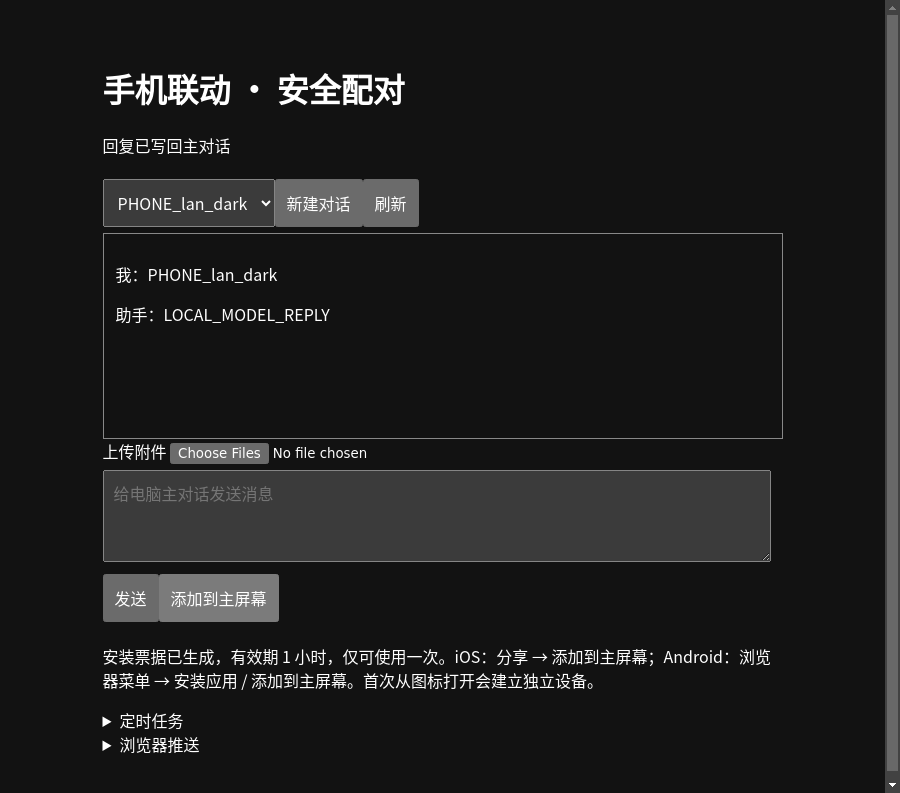 手机联动 · 安全配对
回复已写回主对话
PHONE_lan_dark 新建对话 刷新
我：PHONE_lan_dark
助手：LOCAL_MODEL_REPLY
上传附件 Choose Files No file chosen
给电脑主对话发送消息
发送 添加到主屏幕
安装票据已生成，有效期 1 小时，仅可使用一次。iOS：分享 → 添加到主屏幕；Android：浏览
器菜单 → 安装应用 / 添加到主屏幕。首次从图标打开会建立独立设备。
定时任务
浏览器推送